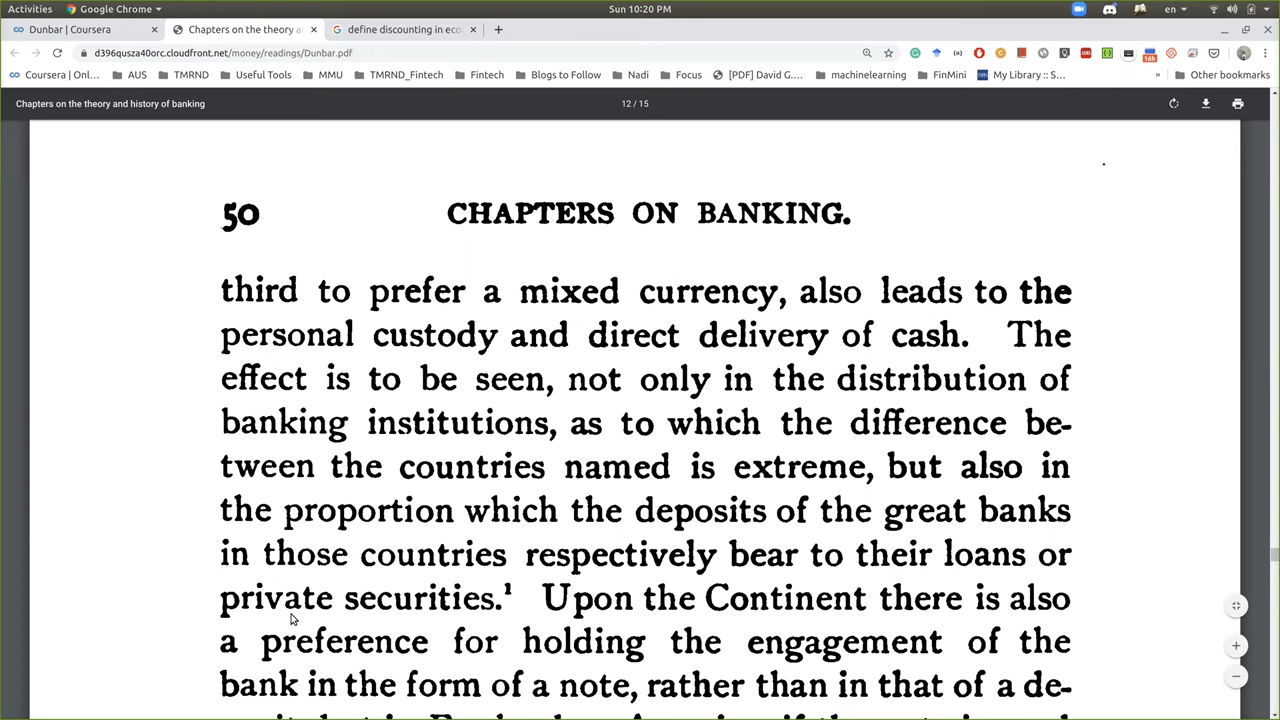 Activities Google Chrome Sun 10:20 PM en
Dunbar | Coursera Chapters on the theory a define discounting in eco
d396qusza40orc.cloudfront.net/money/readings/Dunbar.pdf
Coursera | Onl... AUS TMRND Useful Tools MMU TMRND_Fintech Fintech Blogs to Follow Nadi Focus [PDF] David G.... machinelearning FinMini My Library :: S... » Other bookmarks
Chapters on the theory and history of banking 12 / 15
50 CHAPTERS ON BANKING.
third to prefer a mixed currency, also leads to the
personal custody and direct delivery of cash. The
effect is to be seen, not only in the distribution of
banking institutions, as to which the difference be-
tween the countries named is extreme, but also in
the proportion which the deposits of the great banks
in those countries respectively bear to their loans or
private securities.¹ Upon the Continent there is also
a preference for holding the engagement of the
bank in the form of a note, rather than in that of a de-